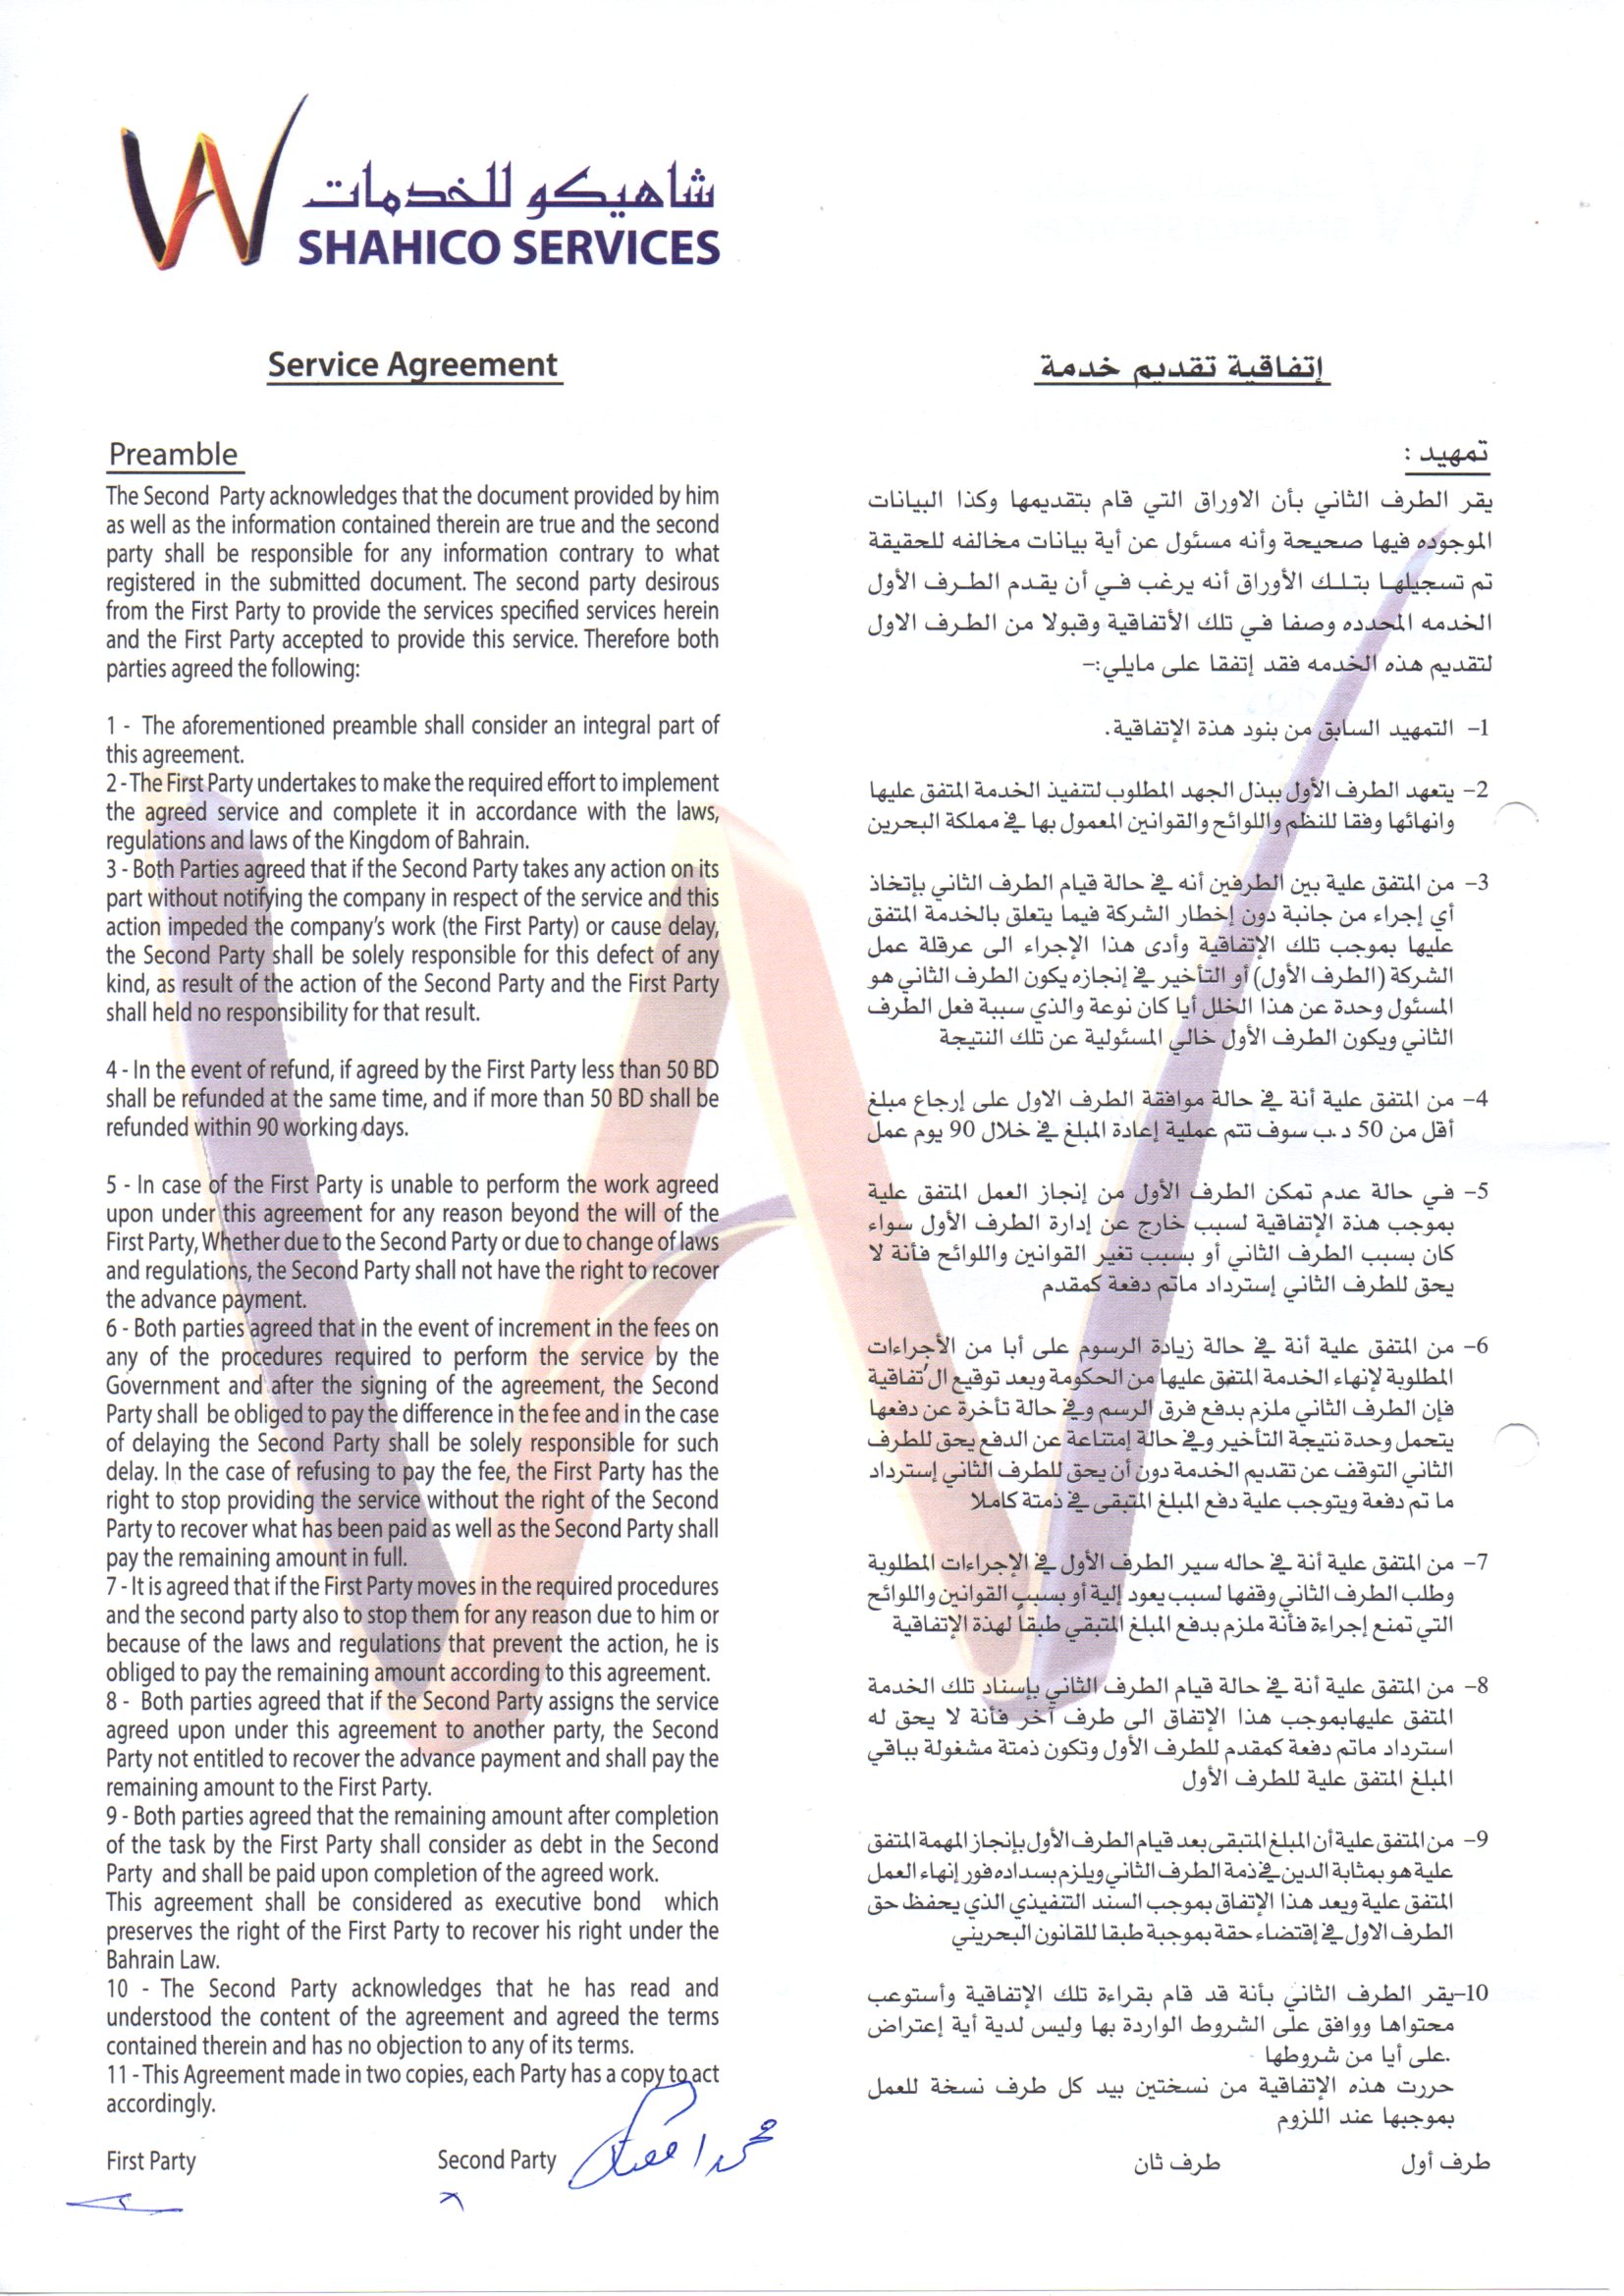 شاهيكو للخدمات
SHAHICO SERVICES
Service Agreement
Preamble
The Second Party acknowledges that the document provided by him
as well as the information contained therein are true and the second
party shall be responsible for any information contrary to what
registered in the submitted document. The second party desirous
from the First Party to provide the services specified services herein
and the First Party accepted to provide this service. Therefore both
parties agreed the following:
1 - The aforementioned preamble shall consider an integral part of
this agreement.
2 - The First Party undertakes to make the required effort to implement
the agreed service and complete it in accordance with the laws,
regulations and laws of the Kingdom of Bahrain.
3 - Both Parties agreed that if the Second Party takes any action on its
part without notifying the company in respect of the service and this
action impeded the company's work (the First Party) or cause delay,
the Second Party shall be solely responsible for this defect of any
kind, as result of the action of the Second Party and the First Party
shall held no responsibility for that result.
4 - In the event of refund, if agreed by the First Party less than 50 BD
shall be refunded at the same time, and if more than 50 BD shall be
refunded within 90 working days.
5 - In case of the First Party is unable to perform the work agreed
upon under this agreement for any reason beyond the will of the
First Party, Whether due to the Second Party or due to change of laws
and regulations, the Second Party shall not have the right to recover
the advance payment.
6 - Both parties agreed that in the event of increment in the fees on
any of the procedures required to perform the service by the
Government and after the signing of the agreement, the Second
Party shall be obliged to pay the difference in the fee and in the case
of delaying the Second Party shall be solely responsible for such
delay. In the case of refusing to pay the fee, the First Party has the
right to stop providing the service without the right of the Second
Party to recover what has been paid as well as the Second Party shall
pay the remaining amount in full.
7 - It is agreed that if the First Party moves in the required procedures
and the second party also to stop them for any reason due to him or
because of the laws and regulations that prevent the action, he is
obliged to pay the remaining amount according to this agreement.
8 - Both parties agreed that if the Second Party assigns the service
agreed upon under this agreement to another party, the Second
Party not entitled to recover the advance payment and shall pay the
remaining amount to the First Party.
9 - Both parties agreed that the remaining amount after completion
of the task by the First Party shall consider as debt in the Second
Party and shall be paid upon completion of the agreed work.
This agreement shall be considered as executive bond which
preserves the right of the First Party to recover his right under the
Bahrain Law.
10 - The Second Party acknowledges that he has read and
understood the content of the agreement and agreed the terms
contained therein and has no objection to any of its terms.
11 - This Agreement made in two copies, each Party has a copy to act
accordingly.
First Party
Second Party
إتفاقية تقديم خدمة
تمهيد :
يقر الطرف الثاني بأن الاوراق التي قام بتقديمها وكذا البيانات
الموجوده فيها صحيحة وأنه مسئول عن أية بيانات مخالفه للحقيقة
تم تسجيلها بتلك الأوراق أنه يرغب في أن يقدم الطرف الأول
الخدمه المحدده وصفا في تلك الأتفاقية وقبولا من الطرف الاول
لتقديم هذه الخدمه فقد إتفقا على مايلي:-
1- التمهيد السابق من بنود هذة الإتفاقية.
2- يتعهد الطرف الأول ببذل الجهد المطلوب لتنفيذ الخدمة المتفق عليها
وانهائها وفقا للنظم واللوائح والقوانين المعمول بها في مملكة البحرين
3- من المتفق علية بين الطرفين أنه في حالة قيام الطرف الثاني بإتخاذ
أي إجراء من جانبة دون إخطار الشركة فيما يتعلق بالخدمة المتفق
عليها بموجب تلك الإتفاقية وأدى هذا الإجراء الى عرقلة عمل
الشركة (الطرف الأول) أو التأخير في إنجازه يكون الطرف الثاني هو
المسئول وحدة عن هذا الخلل أيا كان نوعة والذي سببة فعل الطرف
الثاني ويكون الطرف الأول خالي المسئولية عن تلك النتيجة
4- من المتفق علية أنة في حالة موافقة الطرف الاول على إرجاع مبلغ
أقل من 50 د.ب سوف تتم عملية إعادة المبلغ في خلال 90 يوم عمل
5- في حالة عدم تمكن الطرف الأول من إنجاز العمل المتفق علية
بموجب هذة الإتفاقية لسبب خارج عن إدارة الطرف الأول سواء
كان بسبب الطرف الثاني أو بسبب تغير القوانين واللوائح فأنة لا
يحق للطرف الثاني إسترداد ماتم دفعة كمقدم
6- من المتفق علية أنة في حالة زيادة الرسوم على أبا من الأجراءات
المطلوبة لإنهاء الخدمة المتفق عليها من الحكومة وبعد توقيع ال'تفاقية
فإن الطرف الثاني ملزم بدفع فرق الرسم وفي حالة تأخرة عن دفعها
يتحمل وحدة نتيجة التأخير وفي حالة إمتناعة عن الدفع يحق للطرف
الثاني التوقف عن تقديم الخدمة دون أن يحق للطرف الثاني إسترداد
ما تم دفعة ويتوجب علية دفع المبلغ المتبقى في ذمتة كاملا
7- من المتفق علية أنة في حاله سير الطرف الأول في الإجراءات المطلوبة
وطلب الطرف الثاني وقفها لسبب يعود إلية أو بسبب القوانين واللوائح
التي تمنع إجراءة فأنة ملزم بدفع المبلغ المتبقي طبقاً لهذة الإتفاقية
8- من المتفق علية أنة في حالة قيام الطرف الثاني بإسناد تلك الخدمة
المتفق عليهابموجب هذا الإتفاق الى طرف آخر فأنة لا يحق له
استرداد ماتم دفعة كمقدم للطرف الأول وتكون ذمتة مشغولة بباقي
المبلغ المتفق علية للطرف الأول
9- من المتفق علية أن المبلغ المتبقى بعد قيام الطرف الأول بإنجاز المهمة المتفق
علية هو بمثابة الدين في ذمة الطرف الثاني ويلزم بسداده فور إنهاء العمل
المتفق علية ويعد هذا الإتفاق بموجب السند التنفيذي الذي يحفظ حق
الطرف الاول في إقتضاء حقة بموجبة طبقا للقانون البحريني
10-يقر الطرف الثاني بأنة قد قام بقراءة تلك الإتفاقية وأستوعب
محتواها ووافق على الشروط الواردة بها وليس لدية أية إعتراض
.على أيا من شروطها
حررت هذه الإتفاقية من نسختين بيد كل طرف نسخة للعمل
بموجبها عند اللزوم
طرف أول
طرف ثان